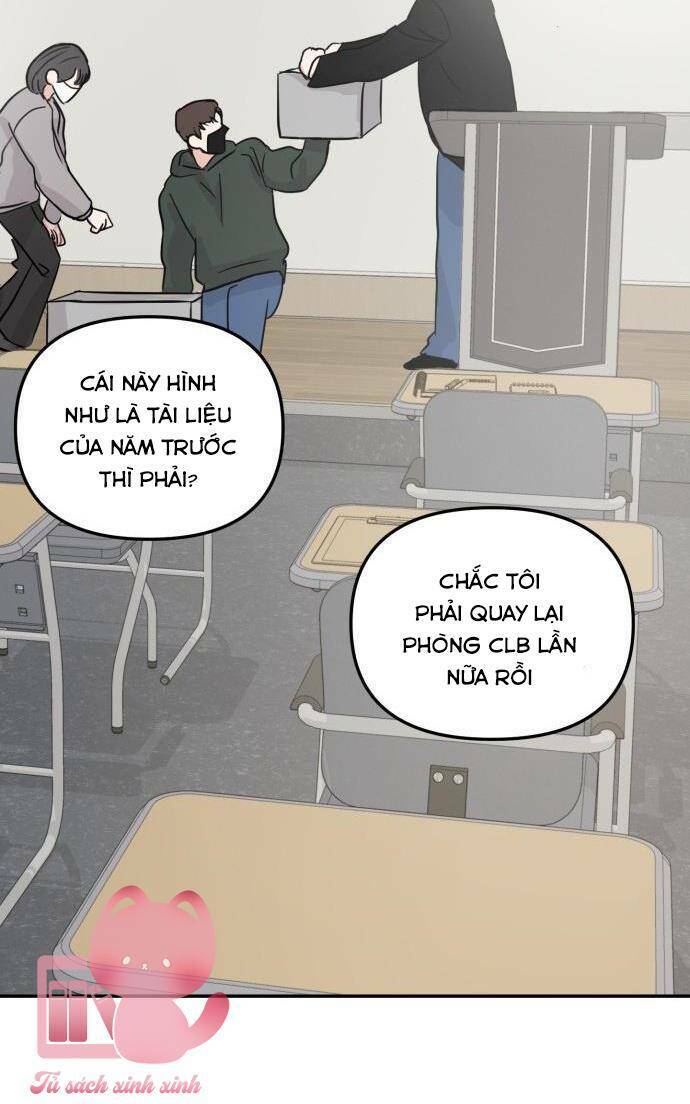 CÁI NÀY HÌNH
NHƯ LÀ TÀI LIỆU
CỦA NĂM TRƯỚC
THÌ PHẢI?
CHẮC TÔI
PHẢI QUAY LẠI
PHÒNG CLB LẦN
NỮA RỒI
Tủ sách xinh xinh